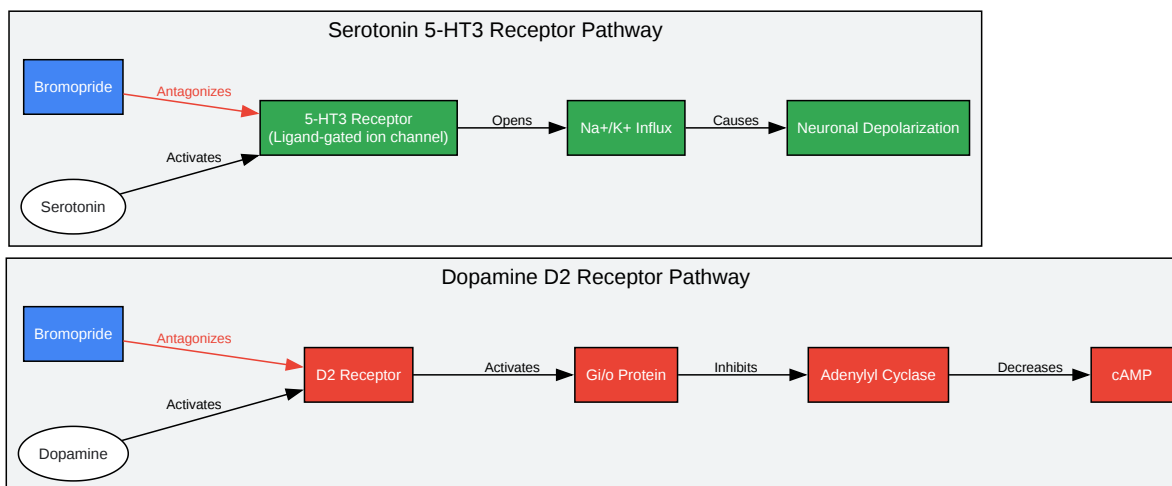 Serotonin 5-HT3 Receptor Pathway
Bromopride
Antagonizes
5-HT3 Receptor
(Ligand-gated ion channel)
Opens
Na+/K+ Influx
Causes
Neuronal Depolarization
Activates
Serotonin
Dopamine D2 Receptor Pathway
Bromopride
Antagonizes
D2 Receptor
Activates
Gi/o Protein
Inhibits
Adenylyl Cyclase
Decreases
cAMP
Activates
Dopamine